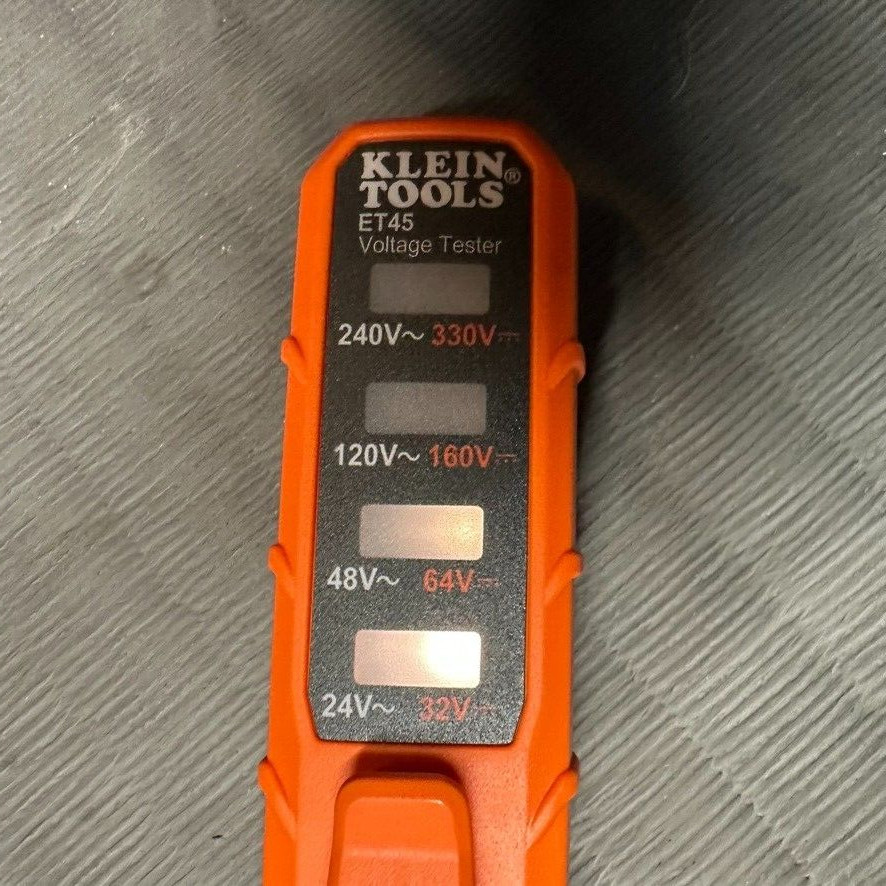 KLEIN
TOOLS®
ET45
Voltage Tester
240V~ 330V⎓
120V~ 160V⎓
48V~ 64V⎓
24V~ 32V⎓